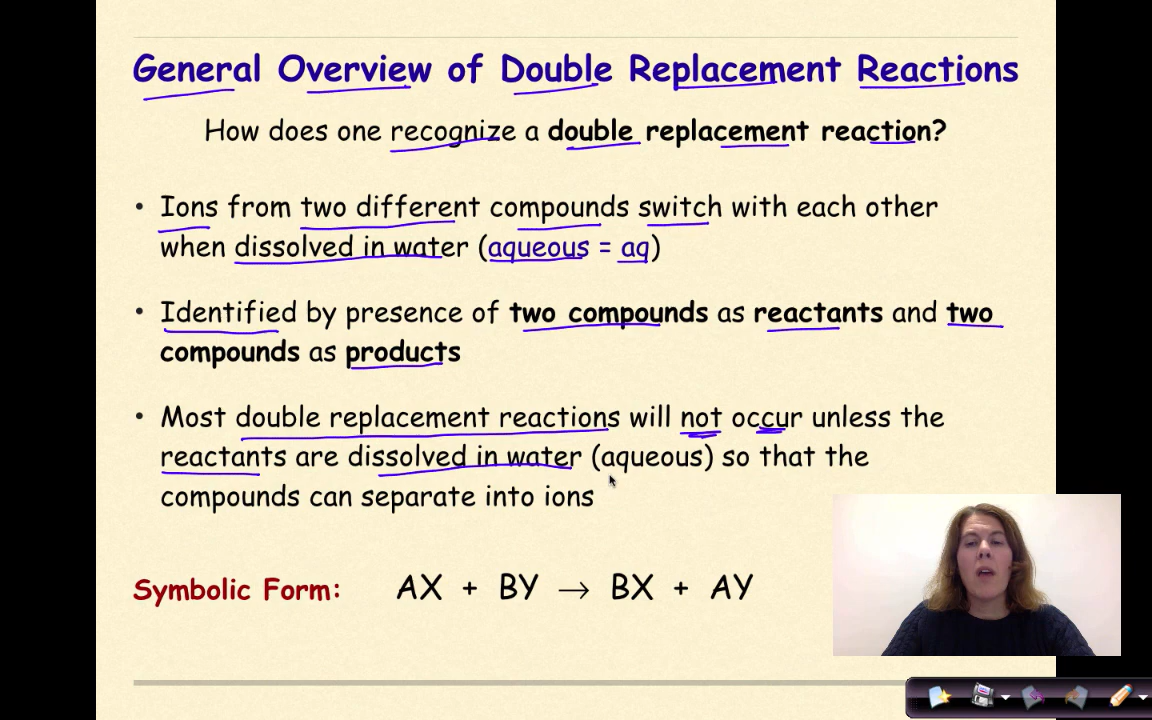 General Overview of Double Replacement Reactions
How does one recognize a double replacement reaction?
• Ions from two different compounds switch with each other
when dissolved in water (aqueous = aq)
• Identified by presence of two compounds as reactants and two
compounds as products
• Most double replacement reactions will not occur unless the
reactants are dissolved in water (aqueous) so that the
compounds can separate into ions
Symbolic Form: AX + BY → BX + AY